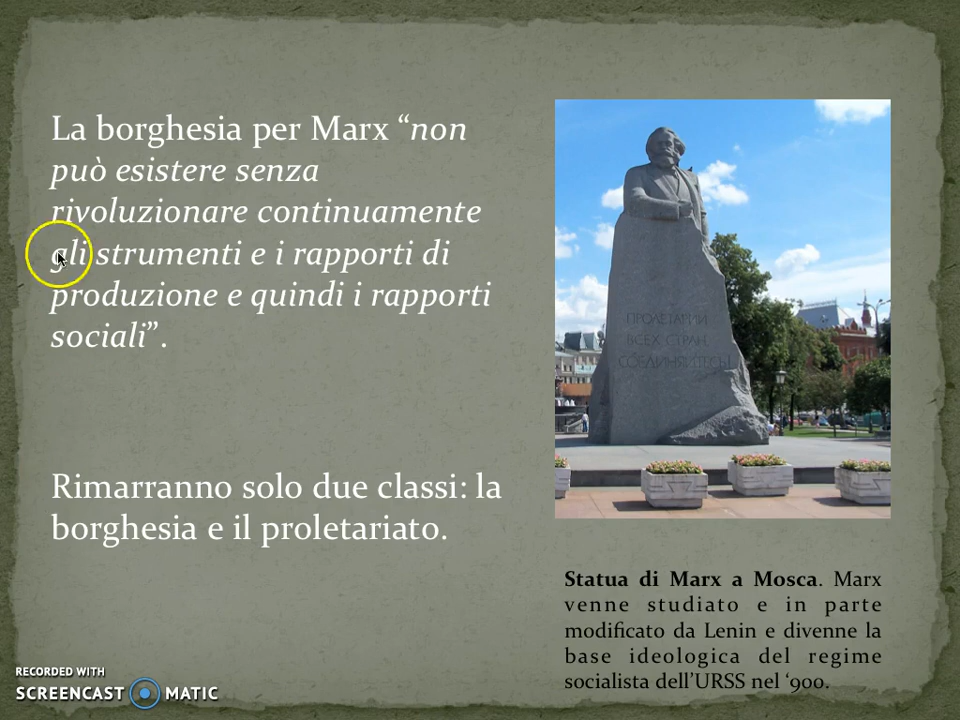 La borghesia per Marx “non
può esistere senza
rivoluzionare continuamente
gli strumenti e i rapporti di
produzione e quindi i rapporti
sociali”.
Rimarranno solo due classi: la
borghesia e il proletariato.
ПРОЛЕТАРИИ
ВСЕХ СТРАН,
СОЕДИНЯЙТЕСЬ!
Statua di Marx a Mosca. Marx
venne studiato e in parte
modificato da Lenin e divenne la
base ideologica del regime
socialista dell’URSS nel ‘900.
RECORDED WITH
SCREENCAST MATIC